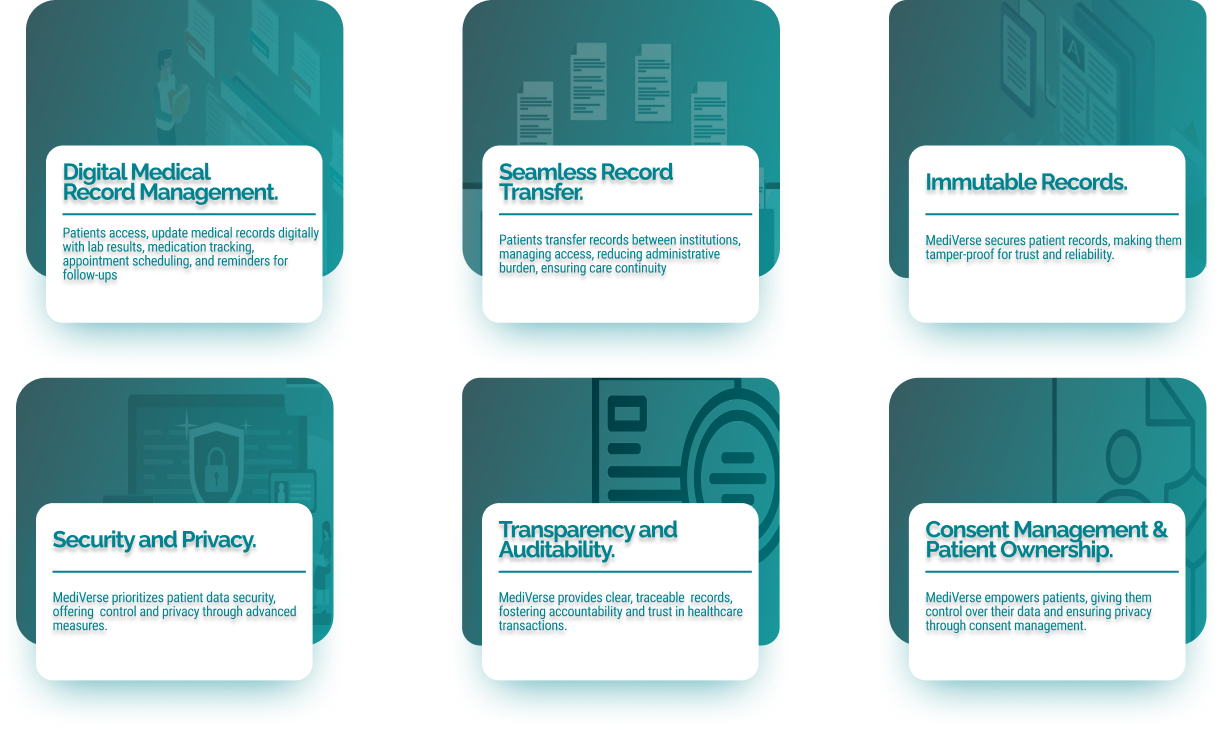 Digital Medical
Record Management.
Patients access, update medical records digitally
with lab results, medication tracking,
appointment scheduling, and reminders for
follow-ups
Seamless Record
Transfer.
Patients transfer records between institutions,
managing access, reducing administrative
burden, ensuring care continuity
A
Immutable Records.
MediVerse secures patient records, making them
tamper-proof for trust and reliability.
Security and Privacy.
MediVerse prioritizes patient data security,
offering  control and privacy through advanced
measures.
Transparency and
Auditability.
MediVerse provides clear, traceable  records,
fostering accountability and trust in healthcare
transactions.
Consent Management &
Patient Ownership.
MediVerse empowers patients, giving them
control over their data and ensuring privacy
through consent management.